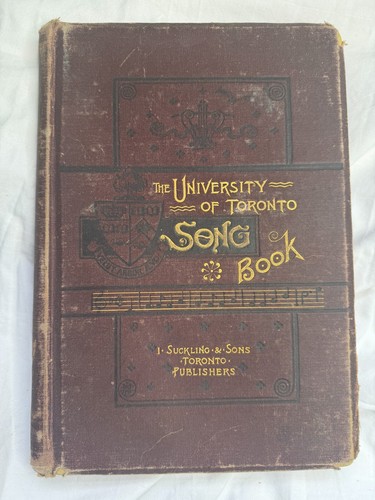 THE UNIVERSITY
OF TORONTO
SONG
BOOK
I. SUCKLING & SONS
TORONTO
PUBLISHERS